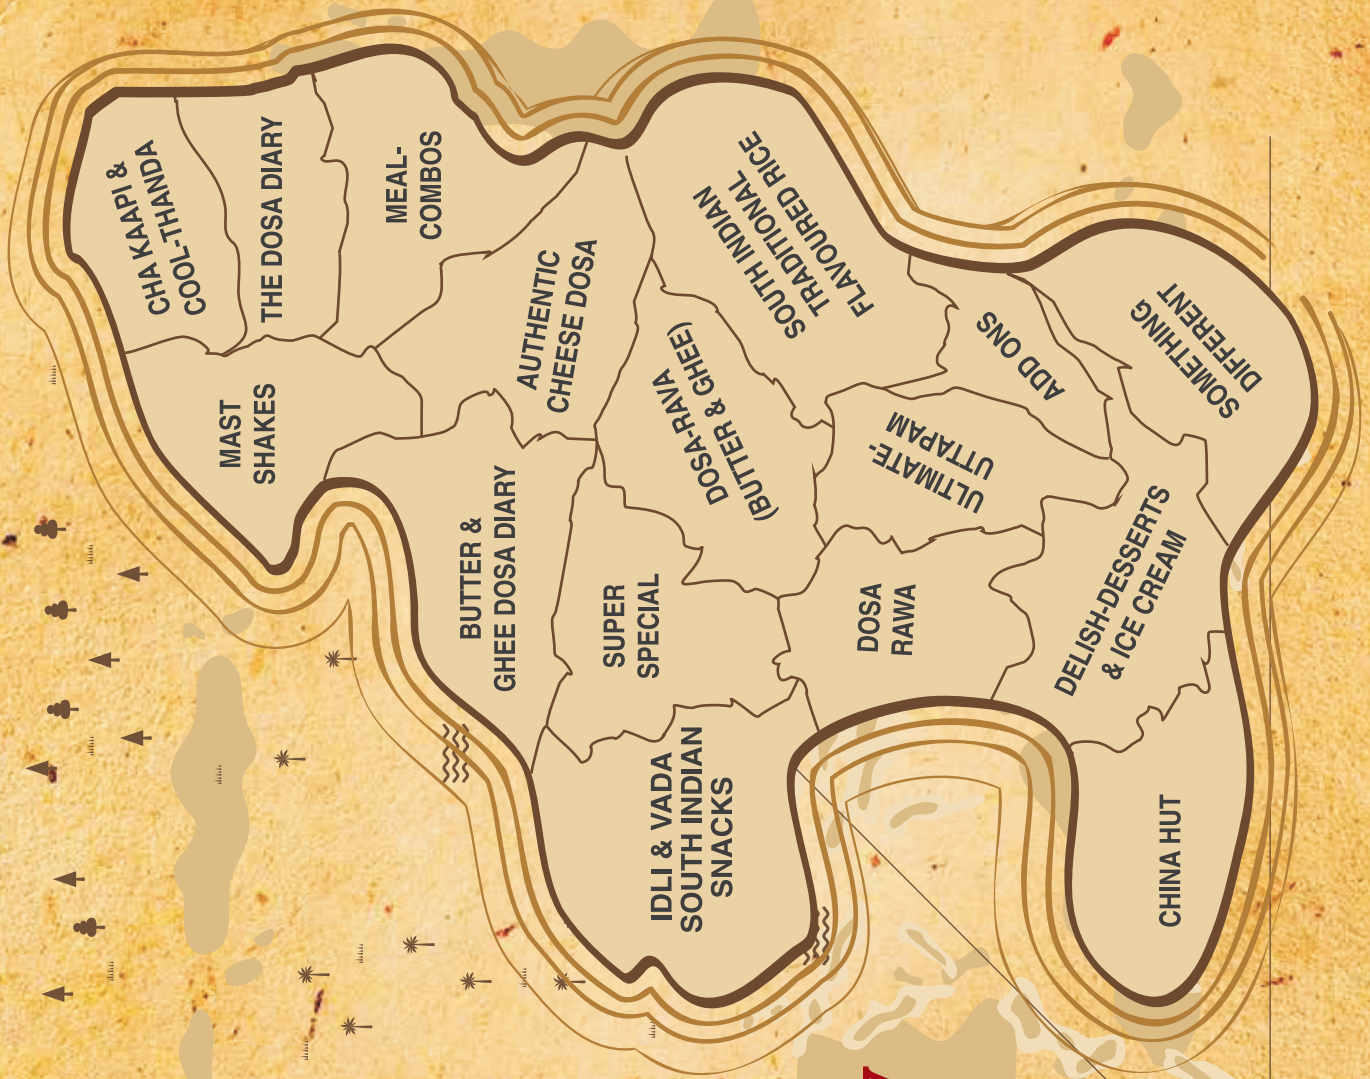 CHA KAAPI &
COOL-THANDA
THE DOSA DIARY
MEAL-
COMBOS
MAST
SHAKES
AUTHENTIC
CHEESE DOSA
SOUTH INDIAN
TRADITIONAL
FLAVOURED RICE
DOSA-RAVA
(BUTTER & GHEE)
ADD ONS
SOMETHING
DIFFERENT
ULTIMATE-
UTTAPAM
BUTTER &
GHEE DOSA DIARY
SUPER
SPECIAL
DOSA
RAWA
DELISH-DESSERTS
& ICE CREAM
IDLI & VADA
SOUTH INDIAN
SNACKS
CHINA HUT